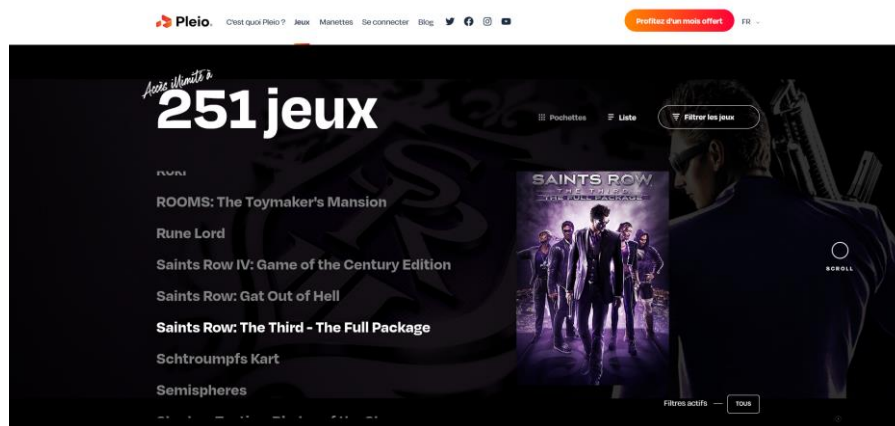 Pleio.
C'est quoi Pleio ? Jeux Manettes Se connecter Blog
Profitez d'un mois offert
FR
Accès illimité à
251 jeux
Pochettes Liste Filtrer les jeux
ROOMS: The Toymaker's Mansion
Rune Lord
Saints Row IV: Game of the Century Edition
Saints Row: Gat Out of Hell
Saints Row: The Third - The Full Package
Schtroumpfs Kart
Semispheres
SAINTS ROW
THE THIRD
THE FULL PACKAGE
SCROLL
Filtres actifs — TOUS